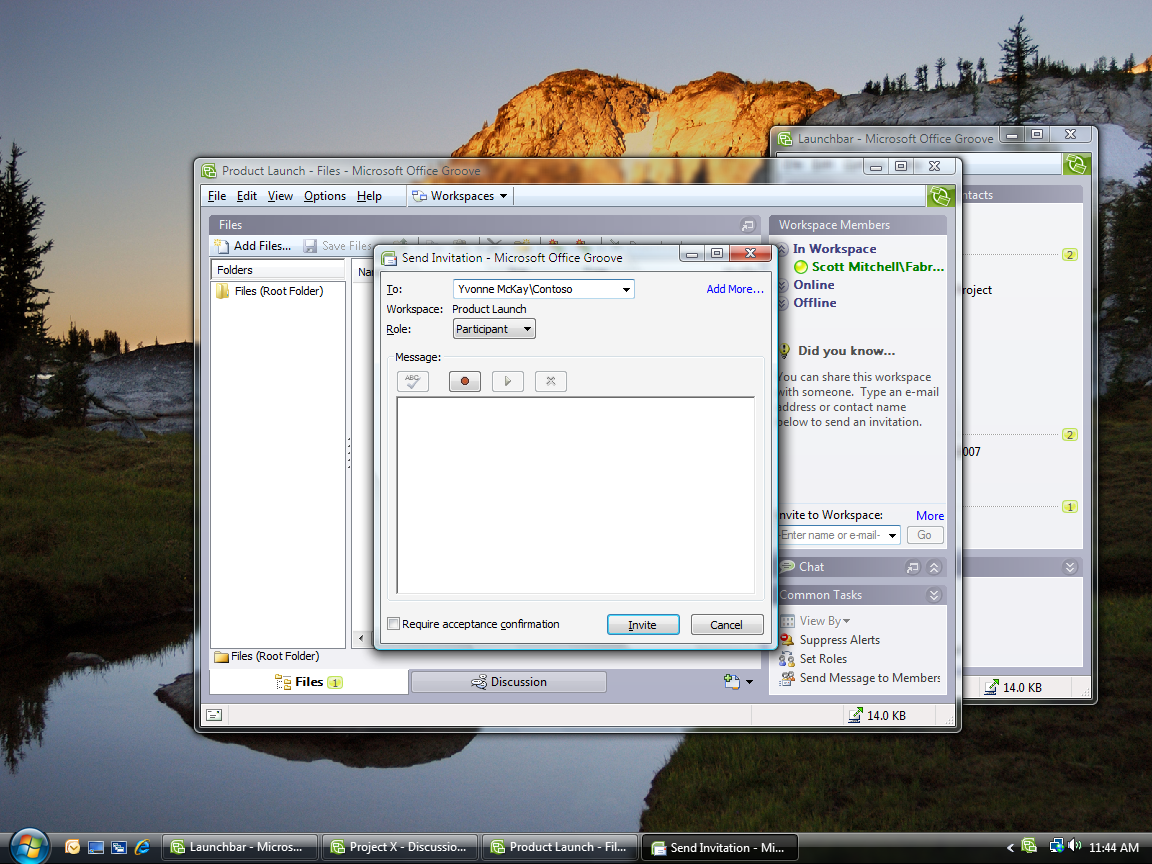 Launchbar - Microsoft Office Groove
Product Launch - Files - Microsoft Office Groove
File Edit View Options Help Workspaces
Files
Workspace Members
Add Files... Save Files
Folders
Files (Root Folder)
In Workspace
Scott Mitchell\Fabr...
Online
Offline
Did you know...
You can share this workspace
with someone. Type an e-mail
address or contact name
below to send an invitation.
Invite to Workspace: More
-Enter name or e-mail- Go
Chat
Common Tasks
View By
Suppress Alerts
Set Roles
Send Message to Members
Send Invitation - Microsoft Office Groove
To: Yvonne McKay\Contoso Add More...
Workspace: Product Launch
Role: Participant
Message:
ABC
Require acceptance confirmation Invite Cancel
Files (Root Folder)
Files 1 Discussion
14.0 KB
ntacts
2
roject
2
007
1
14.0 KB
Launchbar - Micros... Project X - Discussio... Product Launch - Fil... Send Invitation - Mi... 11:44 AM